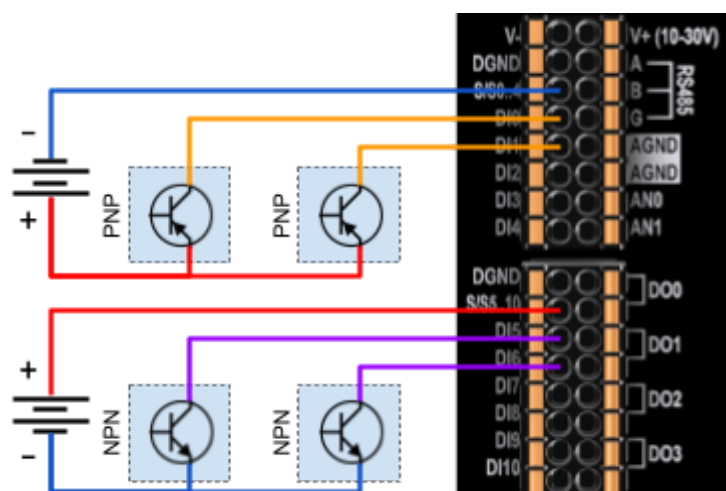 V-
V+ (10-30V)
DGND
A
S/S0..4
B
RS485
DI0
G
DI1
AGND
DI2
AGND
DI3
AN0
DI4
AN1
-
+
PNP
PNP
DGND
DO0
S/S5..10
DI5
DO1
DI6
DI7
DO2
DI8
DI9
DO3
DI10
+
-
NPN
NPN